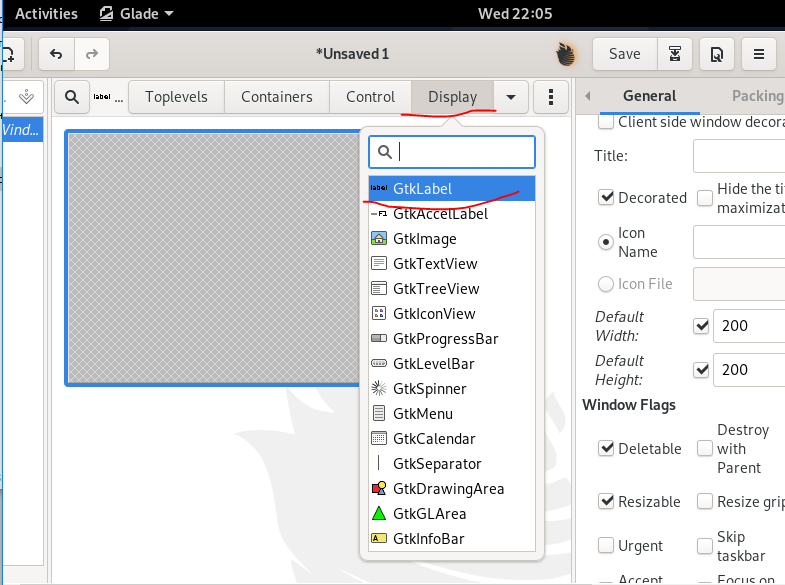 Activities Glade Wed 22:05
*Unsaved 1 Save
label ... Toplevels Containers Control Display General Packing
Wind... Client side window decora
Title:
GtkLabel
GtkAccelLabel
GtkImage
GtkTextView
GtkTreeView
GtkIconView
GtkProgressBar
GtkLevelBar
GtkSpinner
GtkMenu
GtkCalendar
GtkSeparator
GtkDrawingArea
GtkGLArea
GtkInfoBar
Decorated Hide the ti
maximizat
Icon
Name
Icon File
Default
Width: 200
Default
Height: 200
Window Flags
Deletable Destroy
with
Parent
Resizable Resize grip
Urgent Skip
taskbar
Accept Focus on